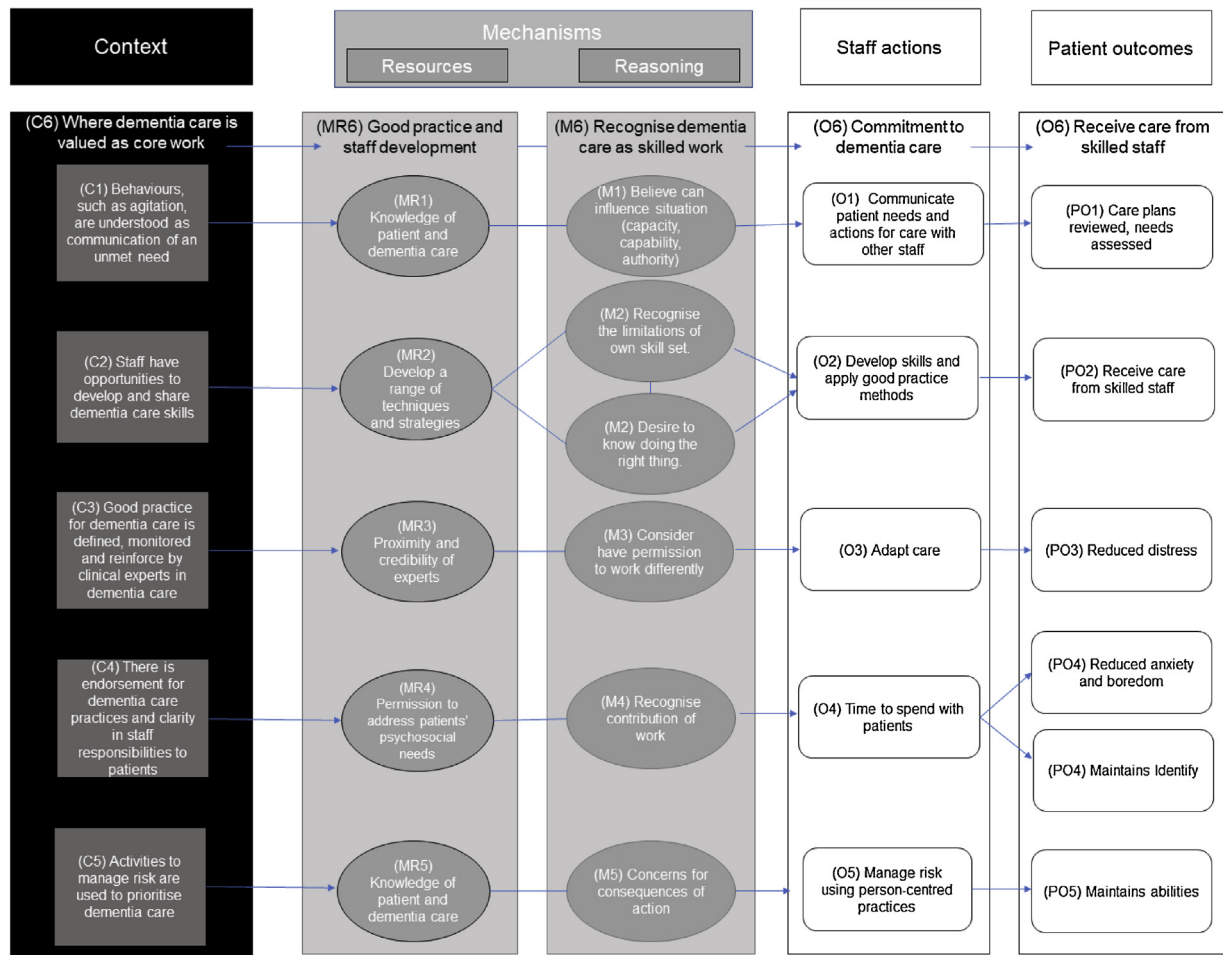 Context
Mechanisms
Resources
Reasoning
Staff actions
Patient outcomes
(C6) Where dementia care is
valued as core work
(MR6) Good practice and
staff development
(M6) Recognise dementia
care as skilled work
(O6) Commitment to
dementia care
(O6) Receive care from
skilled staff
(C1) Behaviours,
such as agitation,
are understood as
communication of an
unmet need
(MR1)
Knowledge of
patient and
dementia care
(M1) Believe can
influence situation
(capacity,
capability,
authority)
(O1) Communicate
patient needs and
actions for care with
other staff
(PO1) Care plans
reviewed, needs
assessed
(C2) Staff have
opportunities to
develop and share
dementia care skills
(MR2)
Develop a
range of
techniques
and strategies
(M2) Recognise
the limitations of
own skill set.
(M2) Desire to
know doing the
right thing.
(O2) Develop skills and
apply good practice
methods
(PO2) Receive care
from skilled staff
(C3) Good practice
for dementia care is
defined, monitored
and reinforce by
clinical experts in
dementia care
(MR3)
Proximity and
credibility of
experts
(M3) Consider
have permission
to work differently
(O3) Adapt care
(PO3) Reduced distress
(C4) There is
endorsement for
dementia care
practices and clarity
in staff
responsibilities to
patients
(MR4)
Permission to
address patients'
psychosocial
needs
(M4) Recognise
contribution of
work
(O4) Time to spend with
patients
(PO4) Reduced anxiety
and boredom
(PO4) Maintains Identify
(C5) Activities to
manage risk are
used to prioritise
dementia care
(MR5)
Knowledge of
patient and
dementia care
(M5) Concerns for
consequences of
action
(O5) Manage risk
using person-centred
practices
(PO5) Maintains abilities